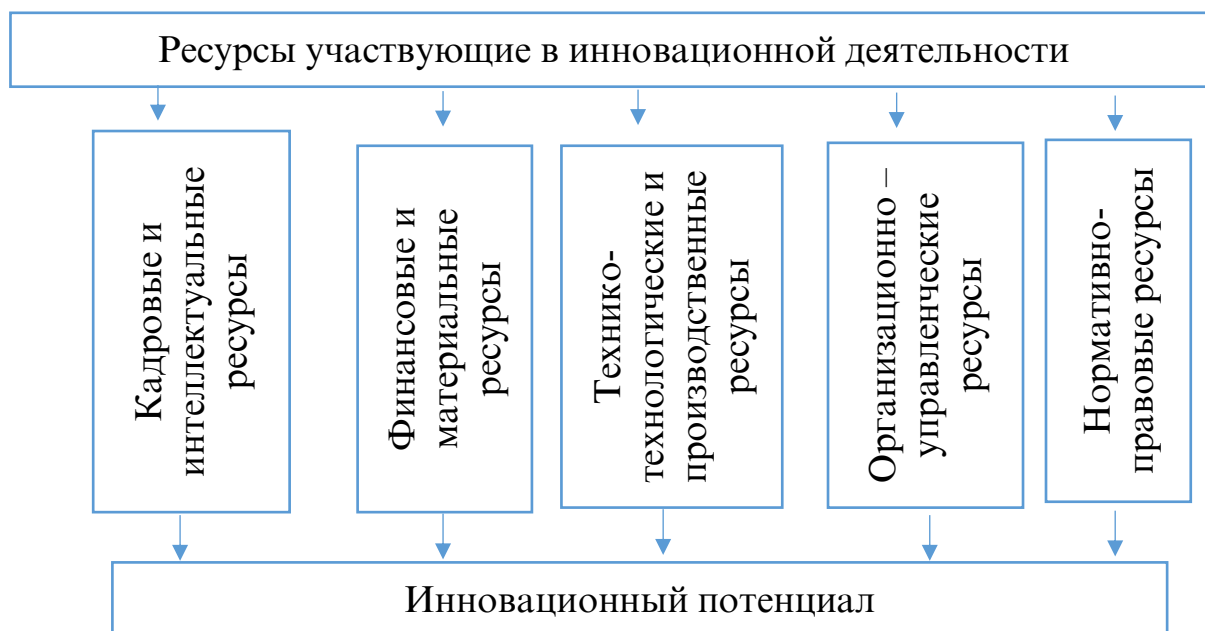 Ресурсы участвующие в инновационной деятельности
Кадровые и
интеллектуальные
ресурсы
Финансовые и
материальные
ресурсы
Технико-
технологические и
производственные
ресурсы
Организационно –
управленческие
ресурсы
Нормативно-
правовые ресурсы
Инновационный потенциал